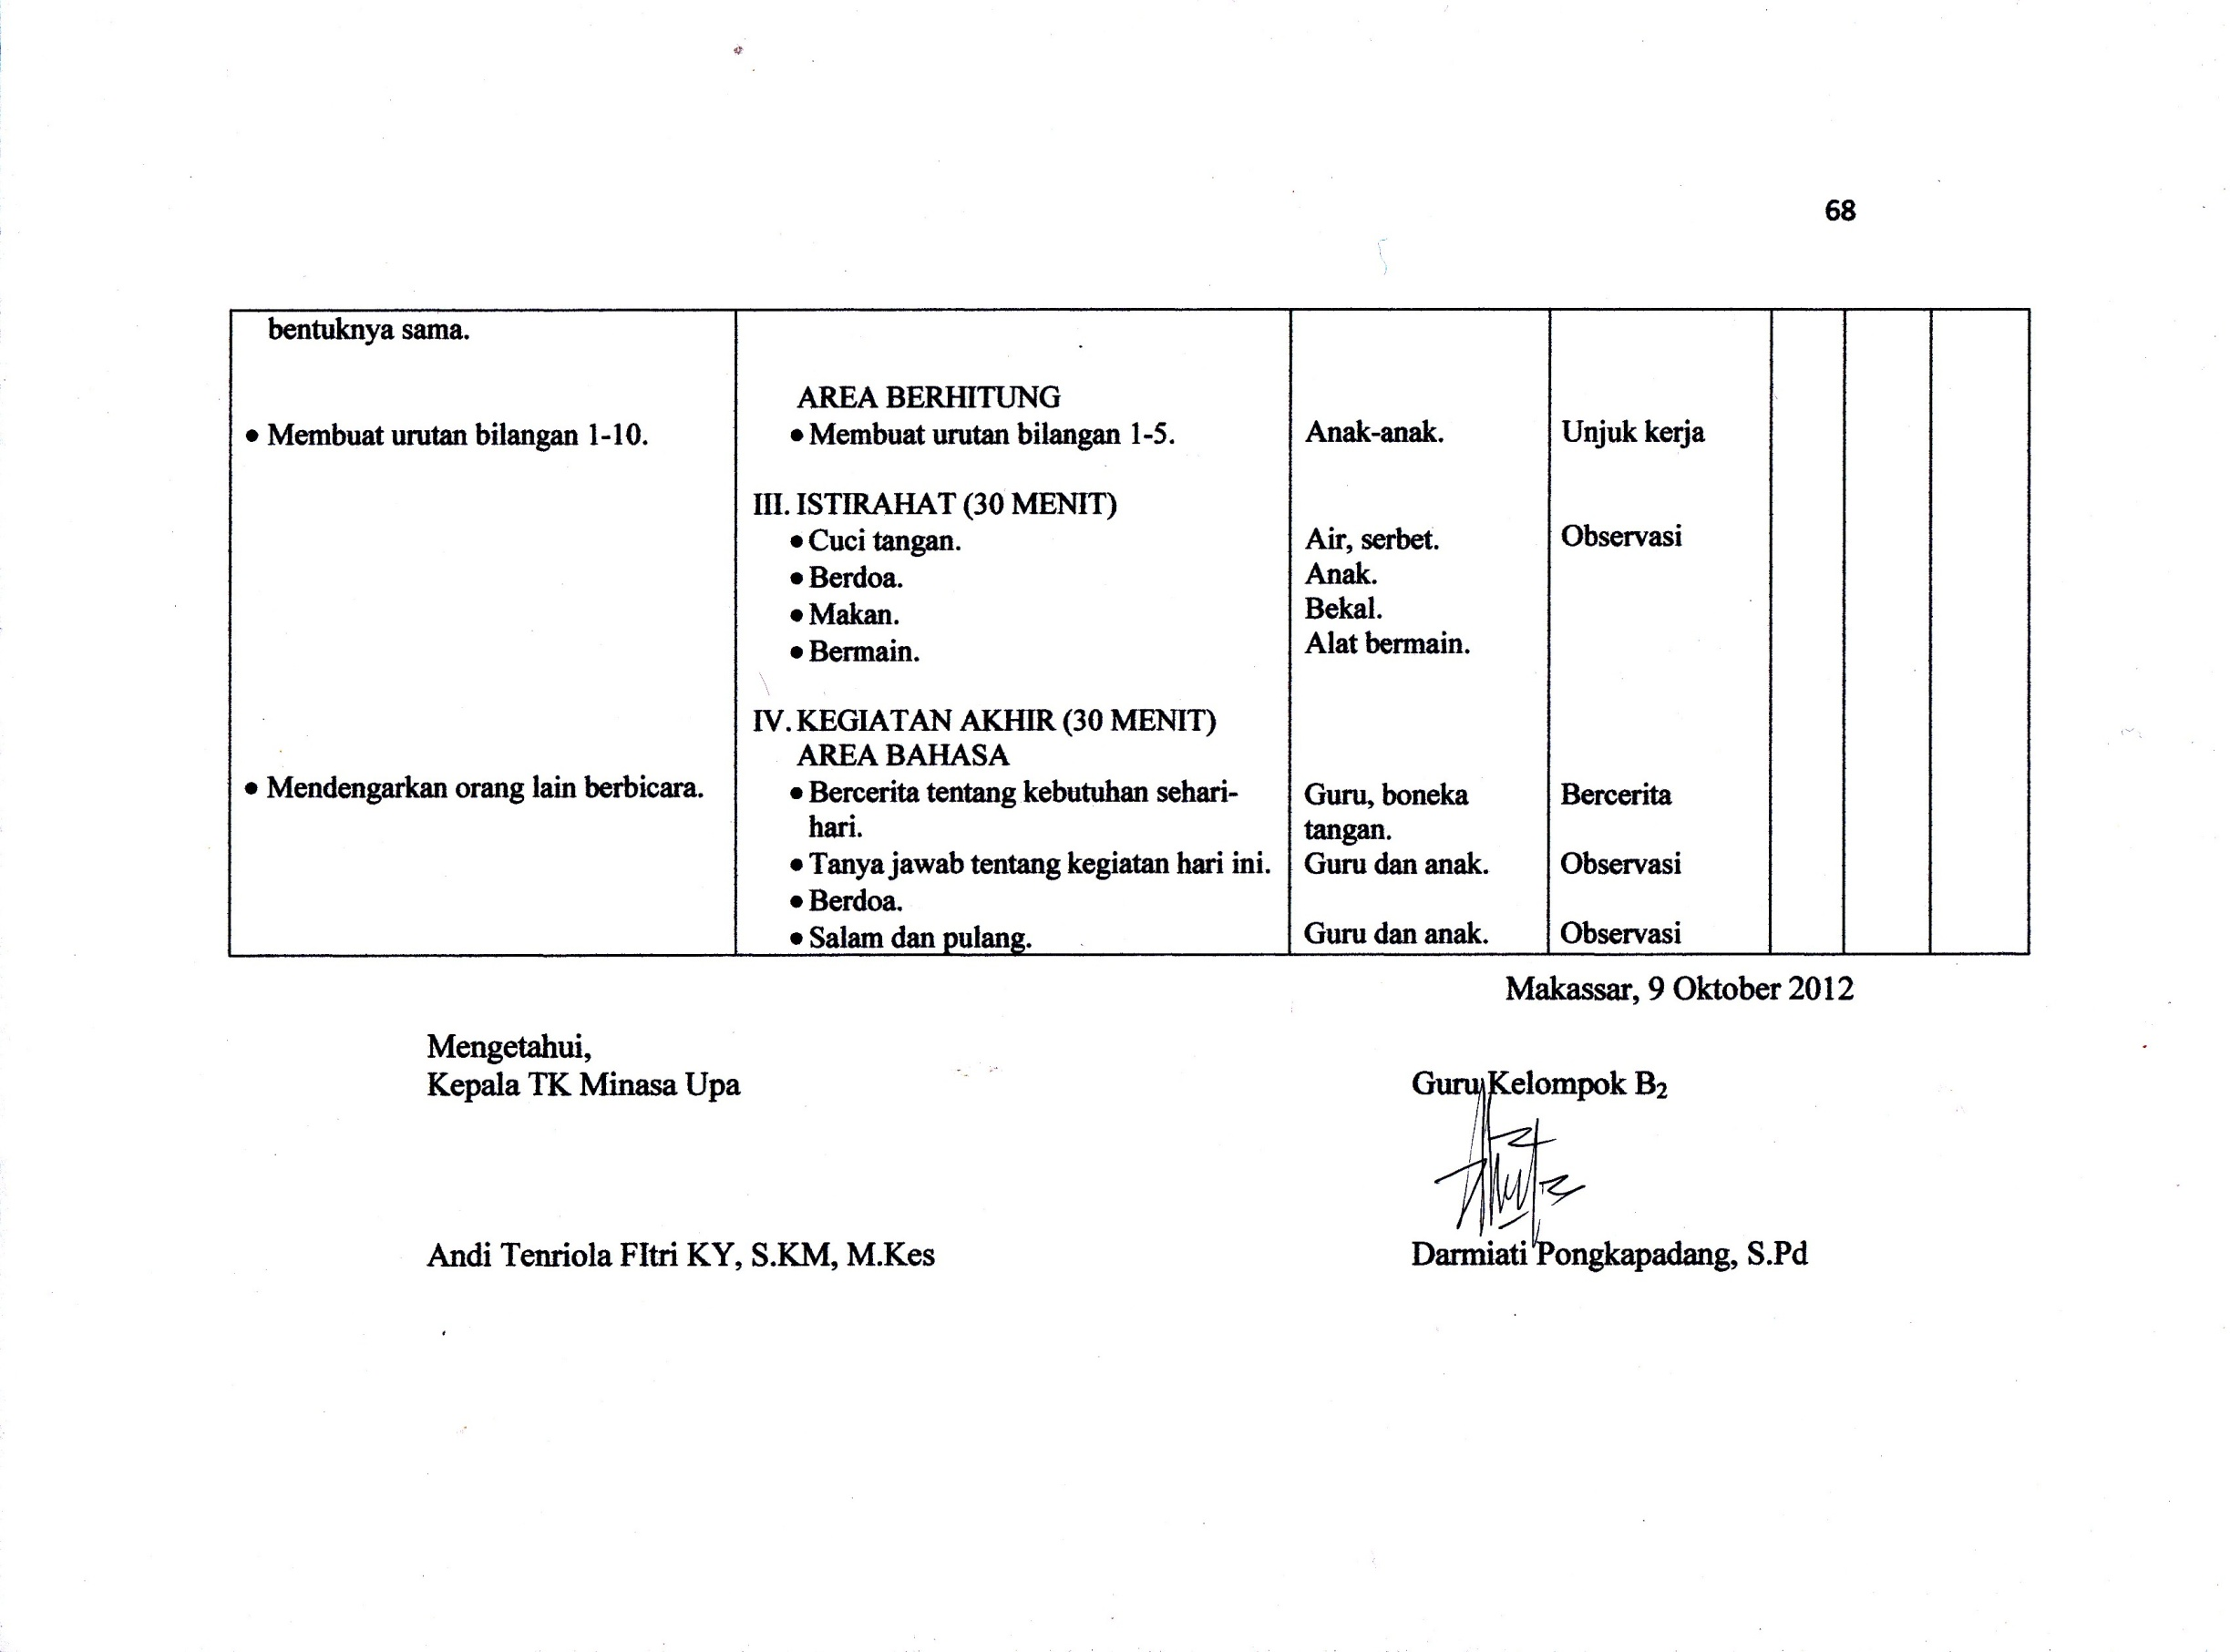 68
bentuknya sama.
AREA BERHITUNG
• Membuat urutan bilangan 1-10.
• Membuat urutan bilangan 1-5.
Anak-anak.
Unjuk kerja
III. ISTIRAHAT (30 MENIT)
• Cuci tangan.
Air, serbet.
Observasi
• Berdoa.
Anak.
• Makan.
Bekal.
• Bermain.
Alat bermain.
IV. KEGIATAN AKHIR (30 MENIT)
AREA BAHASA
• Mendengarkan orang lain berbicara.
• Bercerita tentang kebutuhan sehari-
hari.
Guru, boneka
tangan.
Bercerita
• Tanya jawab tentang kegiatan hari ini.
Guru dan anak.
Observasi
• Berdoa.
• Salam dan pulang.
Guru dan anak.
Observasi
Makassar, 9 Oktober 2012
Mengetahui,
Kepala TK Minasa Upa
Guru Kelompok B₂
Andi Tenriola FItri KY, S.KM, M.Kes
Darmiati Pongkapadang, S.Pd